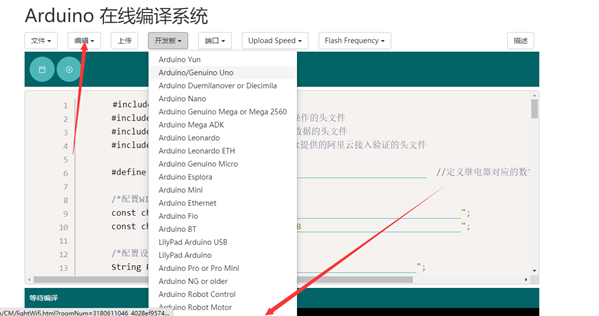 Arduino 在线编译系统
文件 编辑 上传 开发板 端口 Upload Speed Flash Frequency 描述
Arduino Yun
Arduino/Genuino Uno
Arduino Duemilanover or Diecimila
Arduino Nano
Arduino Genuino Mega or Mega 2560
Arduino Mega ADK
Arduino Leonardo
Arduino Leonardo ETH
Arduino Genuino Micro
Arduino Esplora
Arduino Mini
Arduino Ethernet
Arduino Fio
Arduino BT
LilyPad Arduino USB
LilyPad Arduino
Arduino Pro or Pro Mini
Arduino NG or older
Arduino Robot Control
Arduino Robot Motor
1 #include
2 #include 操作的头文件
3 #include 数据的头文件
4 #include 提供的阿里云接入验证的头文件
5
6 #define //定义继电器对应的数
7
8 /*配置WI
9 const ch ";
10 const ch 8 ";
11
12 /*配置设
13 String P ";
等待编译
/CM/lightWifi.html?roomNum=3180611046_4028ef9574...